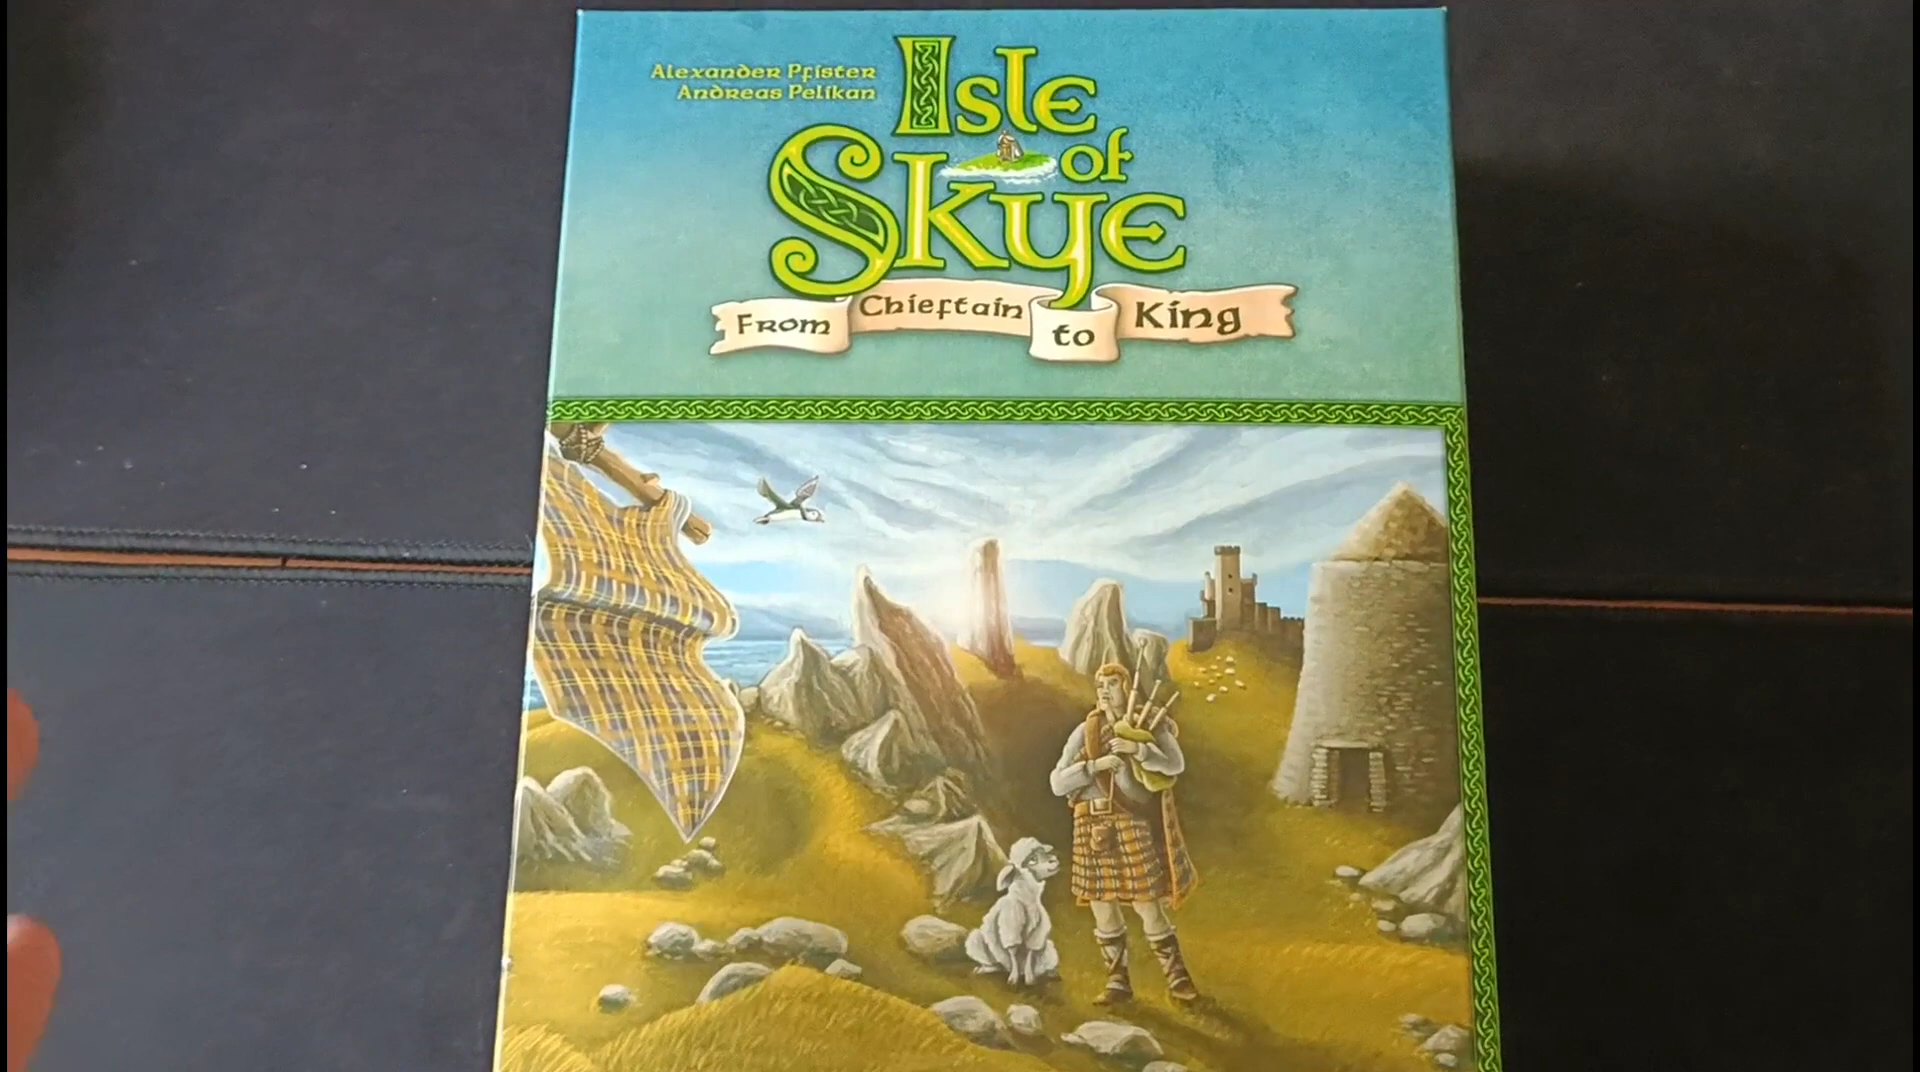 Alexander Pfister
Andreas Pelikan
Isle
of
Skye
From Chieftain to King